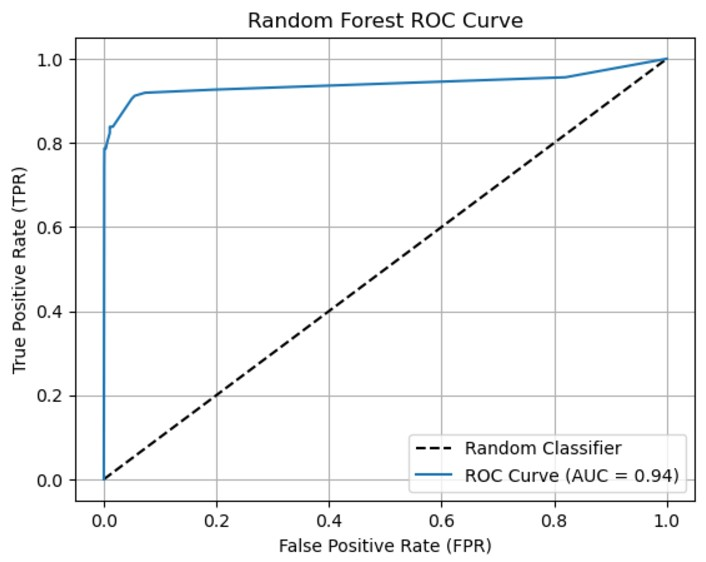 Random Forest ROC Curve
True Positive Rate (TPR)
1.0
0.8
0.6
0.4
0.2
0.0
Random Classifier
ROC Curve (AUC = 0.94)
0.0 0.2 0.4 0.6 0.8 1.0
False Positive Rate (FPR)